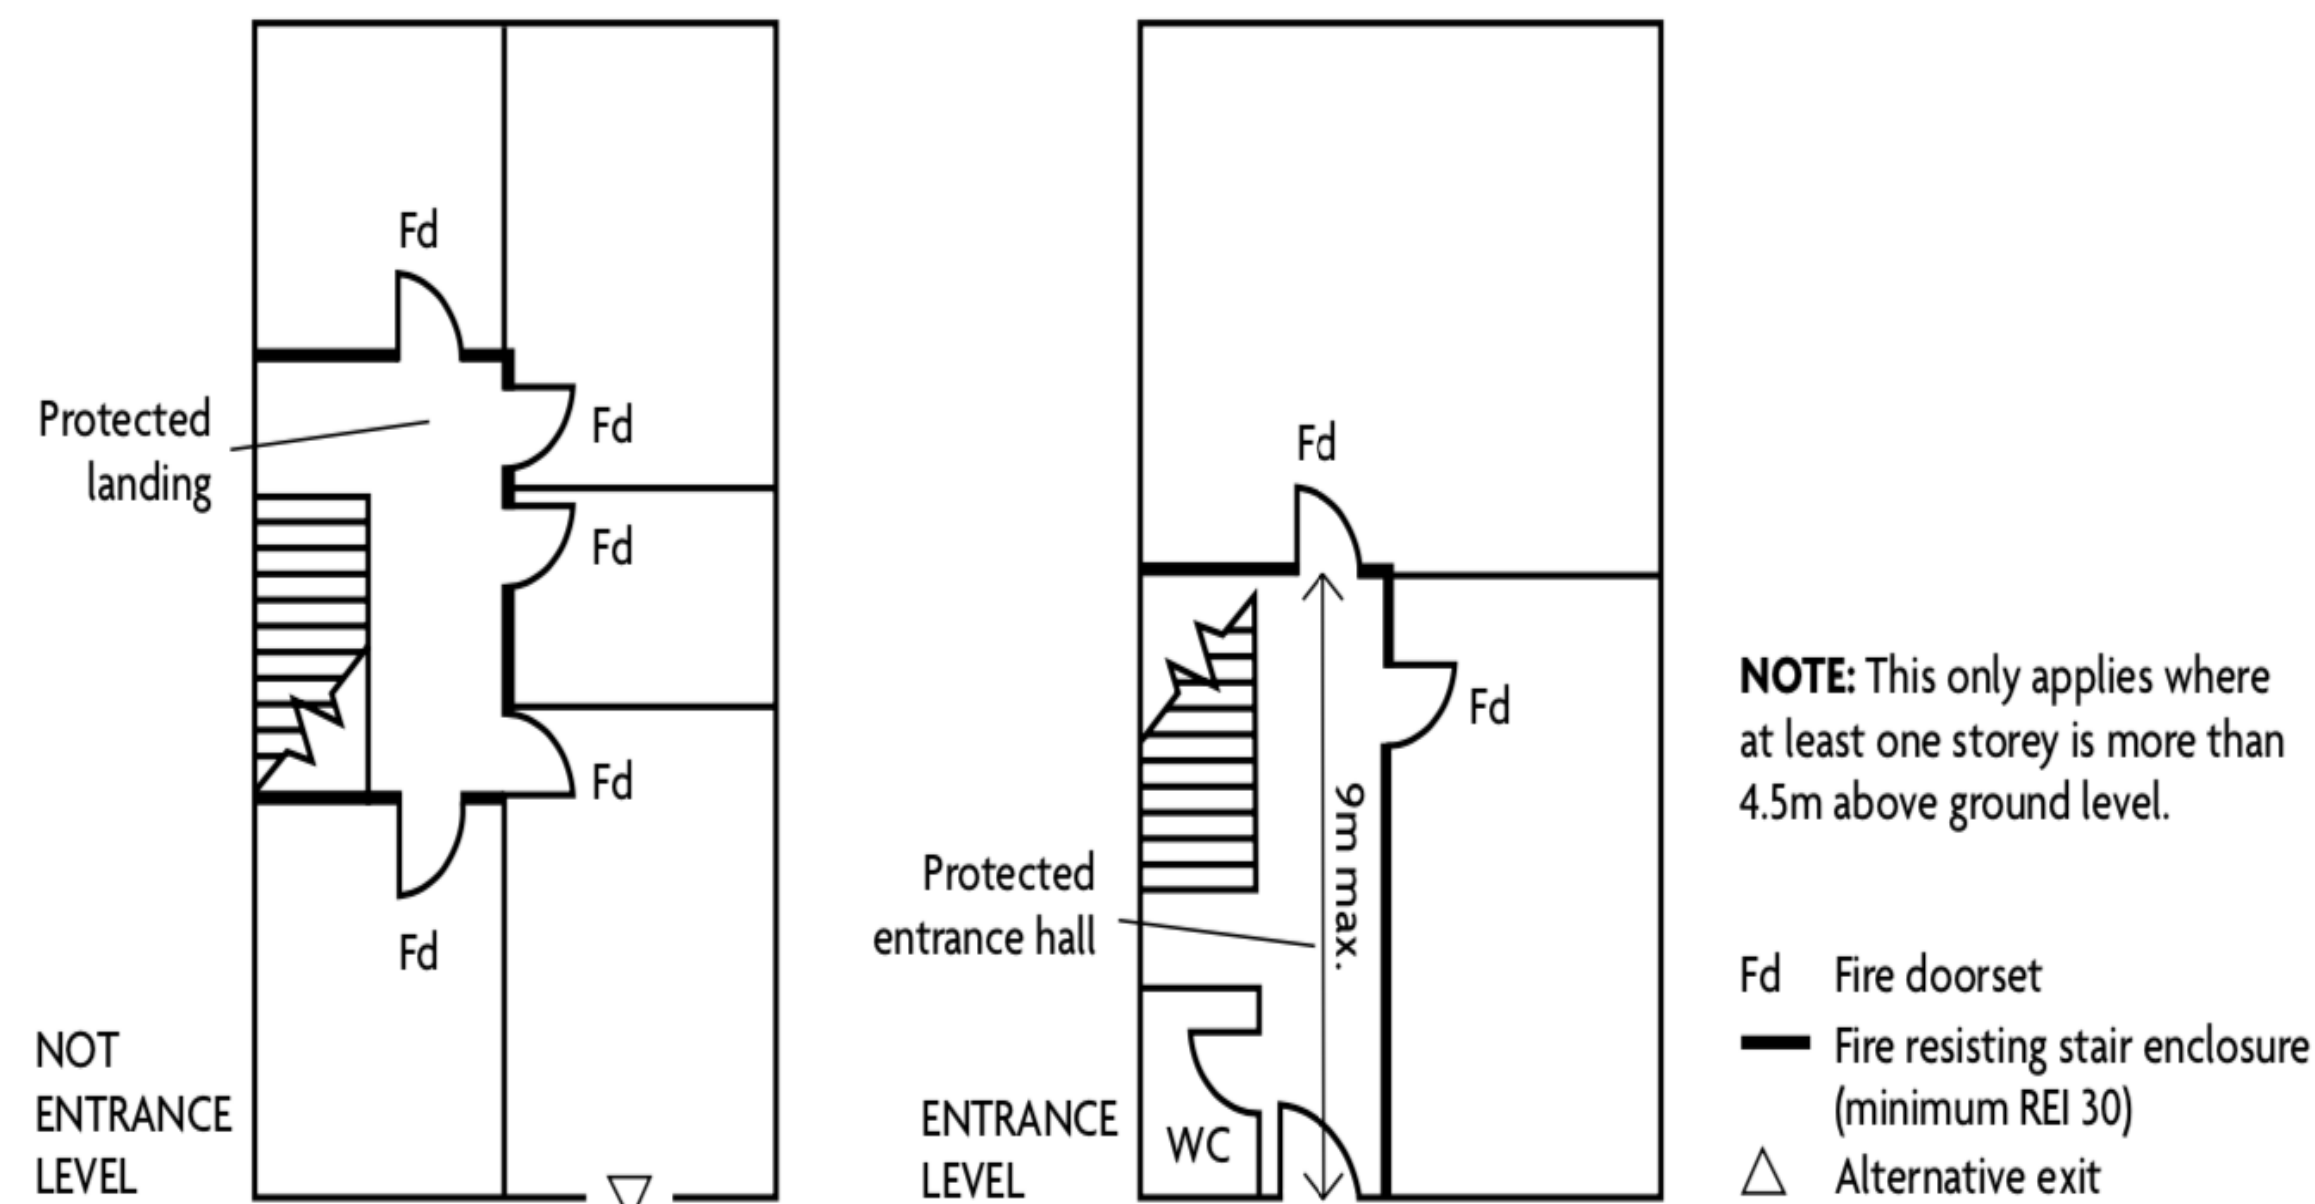 Fd
Protected
landing
Fd
Fd
Fd
Fd
NOT
ENTRANCE
LEVEL
Fd
Fd
9m max.
Protected
entrance hall
ENTRANCE
LEVEL
WC
NOTE: This only applies where
at least one storey is more than
4.5m above ground level.
Fd Fire doorset
Fire resisting stair enclosure
(minimum REI 30)
Alternative exit